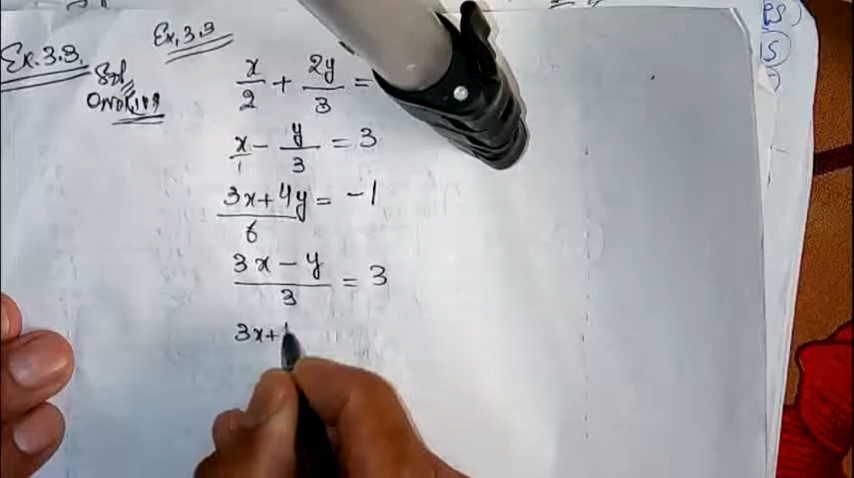 Ex. 3.3.
Ex. 3.3
Sol
x/2 + 2y/3 =
x/1 - y/3 = 3
3x+4y/6 = -1
3x-y/3 = 3
3x+